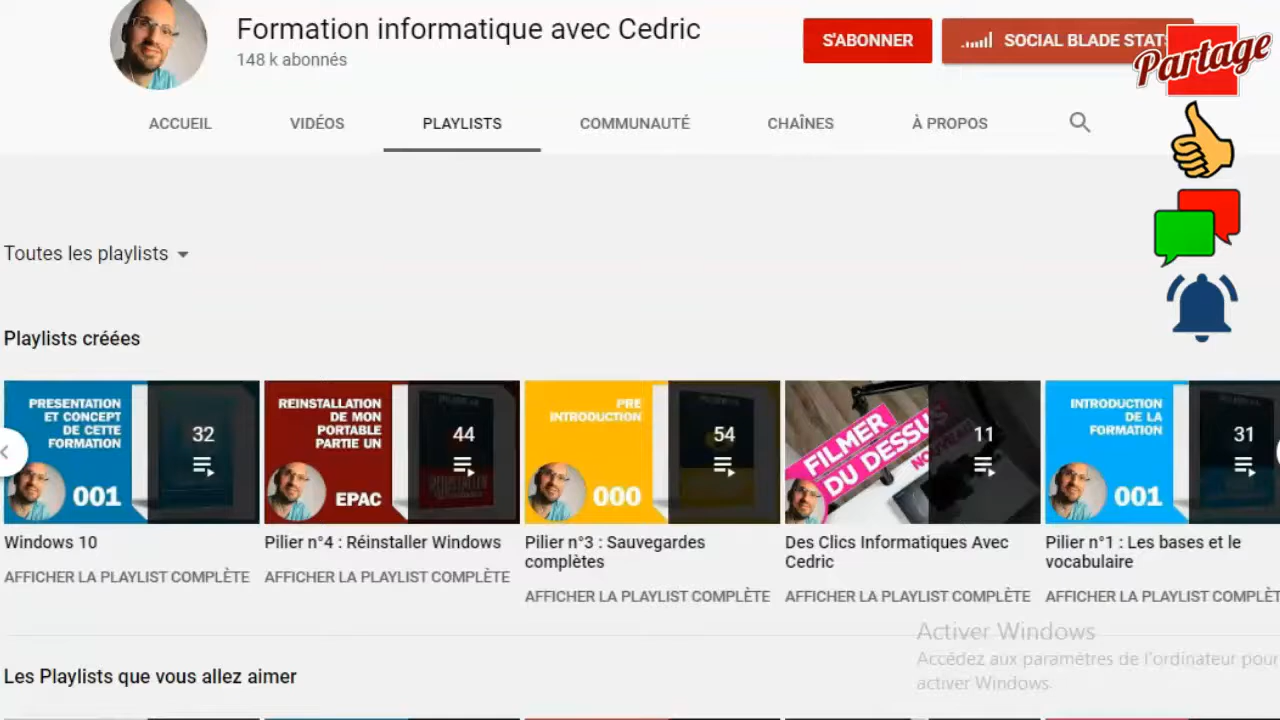 Formation informatique avec Cedric
148 k abonnés
S'ABONNER
SOCIAL BLADE STATS
Partage
ACCUEIL
VIDÉOS
PLAYLISTS
COMMUNAUTÉ
CHAÎNES
À PROPOS
Toutes les playlists
Playlists créées
PRESENTATION
ET CONCEPT
DE CETTE
FORMATION
001
32
REINSTALLATION
DE MON
PORTABLE
PARTIE UN
EPAC
44
PRE
INTRODUCTION
000
54
FILMER
DU DESSUS
11
INTRODUCTION
DE LA
FORMATION
001
31
Windows 10
AFFICHER LA PLAYLIST COMPLÈTE
Pilier n°4 : Réinstaller Windows
AFFICHER LA PLAYLIST COMPLÈTE
Pilier n°3 : Sauvegardes
complètes
AFFICHER LA PLAYLIST COMPLÈTE
Des Clics Informatiques Avec
Cedric
AFFICHER LA PLAYLIST COMPLÈTE
Pilier n°1 : Les bases et le
vocabulaire
AFFICHER LA PLAYLIST COMPLÈT
Activer Windows
Accédez aux paramètres de l'ordinateur pour
activer Windows.
Les Playlists que vous allez aimer